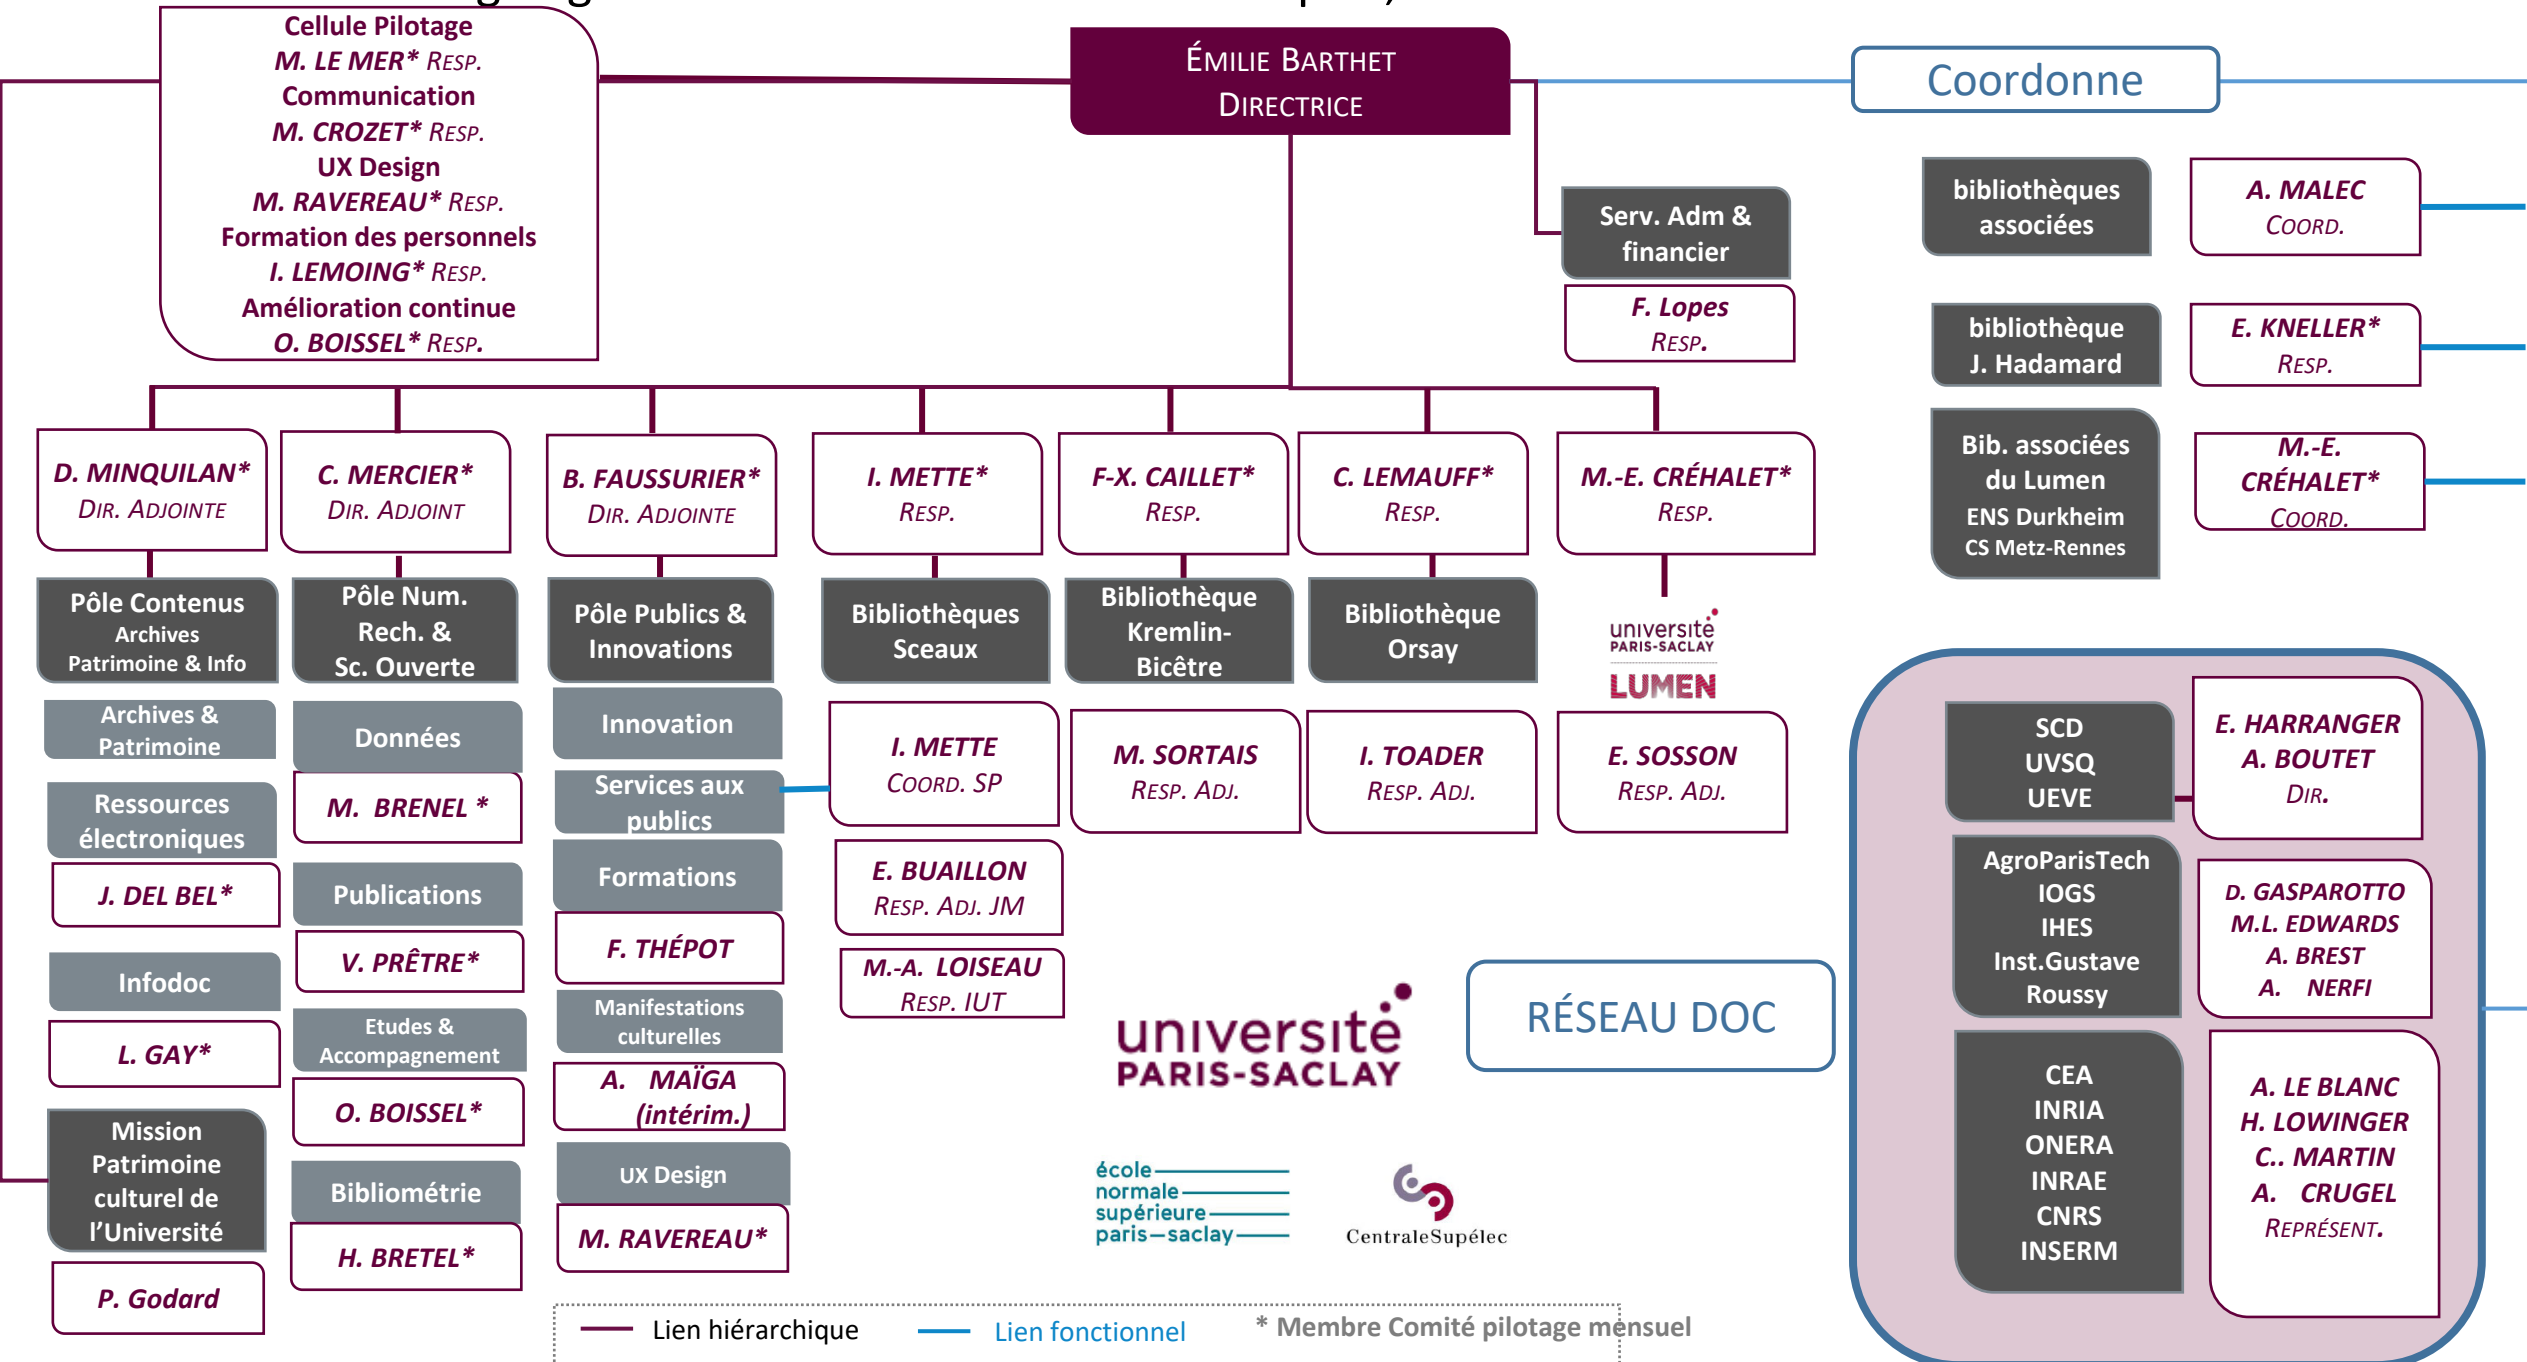 Cellule Pilotage
M. LE MER* RESP.
Communication
M. CROZET* RESP.
UX Design
M. RAVEREAU* RESP.
Formation des personnels
I. LEMOING* RESP.
Amélioration continue
O. BOISSEL* RESP.
ÉMILIE BARTHET
DIRECTRICE
Coordonne
Serv. Adm &
financier
F. Lopes
RESP.
bibliothèques
associées
A. MALEC
COORD.
bibliothèque
J. Hadamard
E. KNELLER*
RESP.
Bib. associées
du Lumen
ENS Durkheim
CS Metz-Rennes
M.-E.
CRÉHALET*
COORD.
D. MINQUILAN*
DIR. ADJOINTE
C. MERCIER*
DIR. ADJOINT
B. FAUSSURIER*
DIR. ADJOINTE
I. METTE*
RESP.
F-X. CAILLET*
RESP.
C. LEMAUFF*
RESP.
M.-E. CRÉHALET*
RESP.
Pôle Contenus
Archives
Patrimoine & Info
Pôle Num.
Rech. &
Sc. Ouverte
Pôle Publics &
Innovations
Bibliothèques
Sceaux
Bibliothèque
Kremlin-
Bicêtre
Bibliothèque
Orsay
université
PARIS-SACLAY
LUMEN
Archives &
Patrimoine
Ressources
électroniques
J. DEL BEL*
Infodoc
L. GAY*
Mission
Patrimoine
culturel de
l'Université
P. Godard
Données
M. BRENEL *
Publications
V. PRÊTRE*
Etudes &
Accompagnement
O. BOISSEL*
Bibliométrie
H. BRETEL*
Innovation
Services aux
publics
Formations
F. THÉPOT
Manifestations
culturelles
A. MAÏGA
(intérim.)
UX Design
M. RAVEREAU*
I. METTE
COORD. SP
E. BUAILLON
RESP. ADJ. JM
M.-A. LOISEAU
RESP. IUT
M. SORTAIS
RESP. ADJ.
I. TOADER
RESP. ADJ.
E. SOSSON
RESP. ADJ.
université
PARIS-SACLAY
école
normale
supérieure
paris-saclay
CentraleSupélec
RÉSEAU DOC
SCD
UVSQ
UEVE
E. HARRANGER
A. BOUTET
DIR.
AgroParisTech
IOGS
IHES
Inst.Gustave
Roussy
D. GASPAROTTO
M.L. EDWARDS
A. BREST
A. NERFI
CEA
INRIA
ONERA
INRAE
CNRS
INSERM
A. LE BLANC
H. LOWINGER
C.. MARTIN
A. CRUGEL
REPRÉSENT.
Lien hiérarchique
Lien fonctionnel
* Membre Comité pilotage mensuel